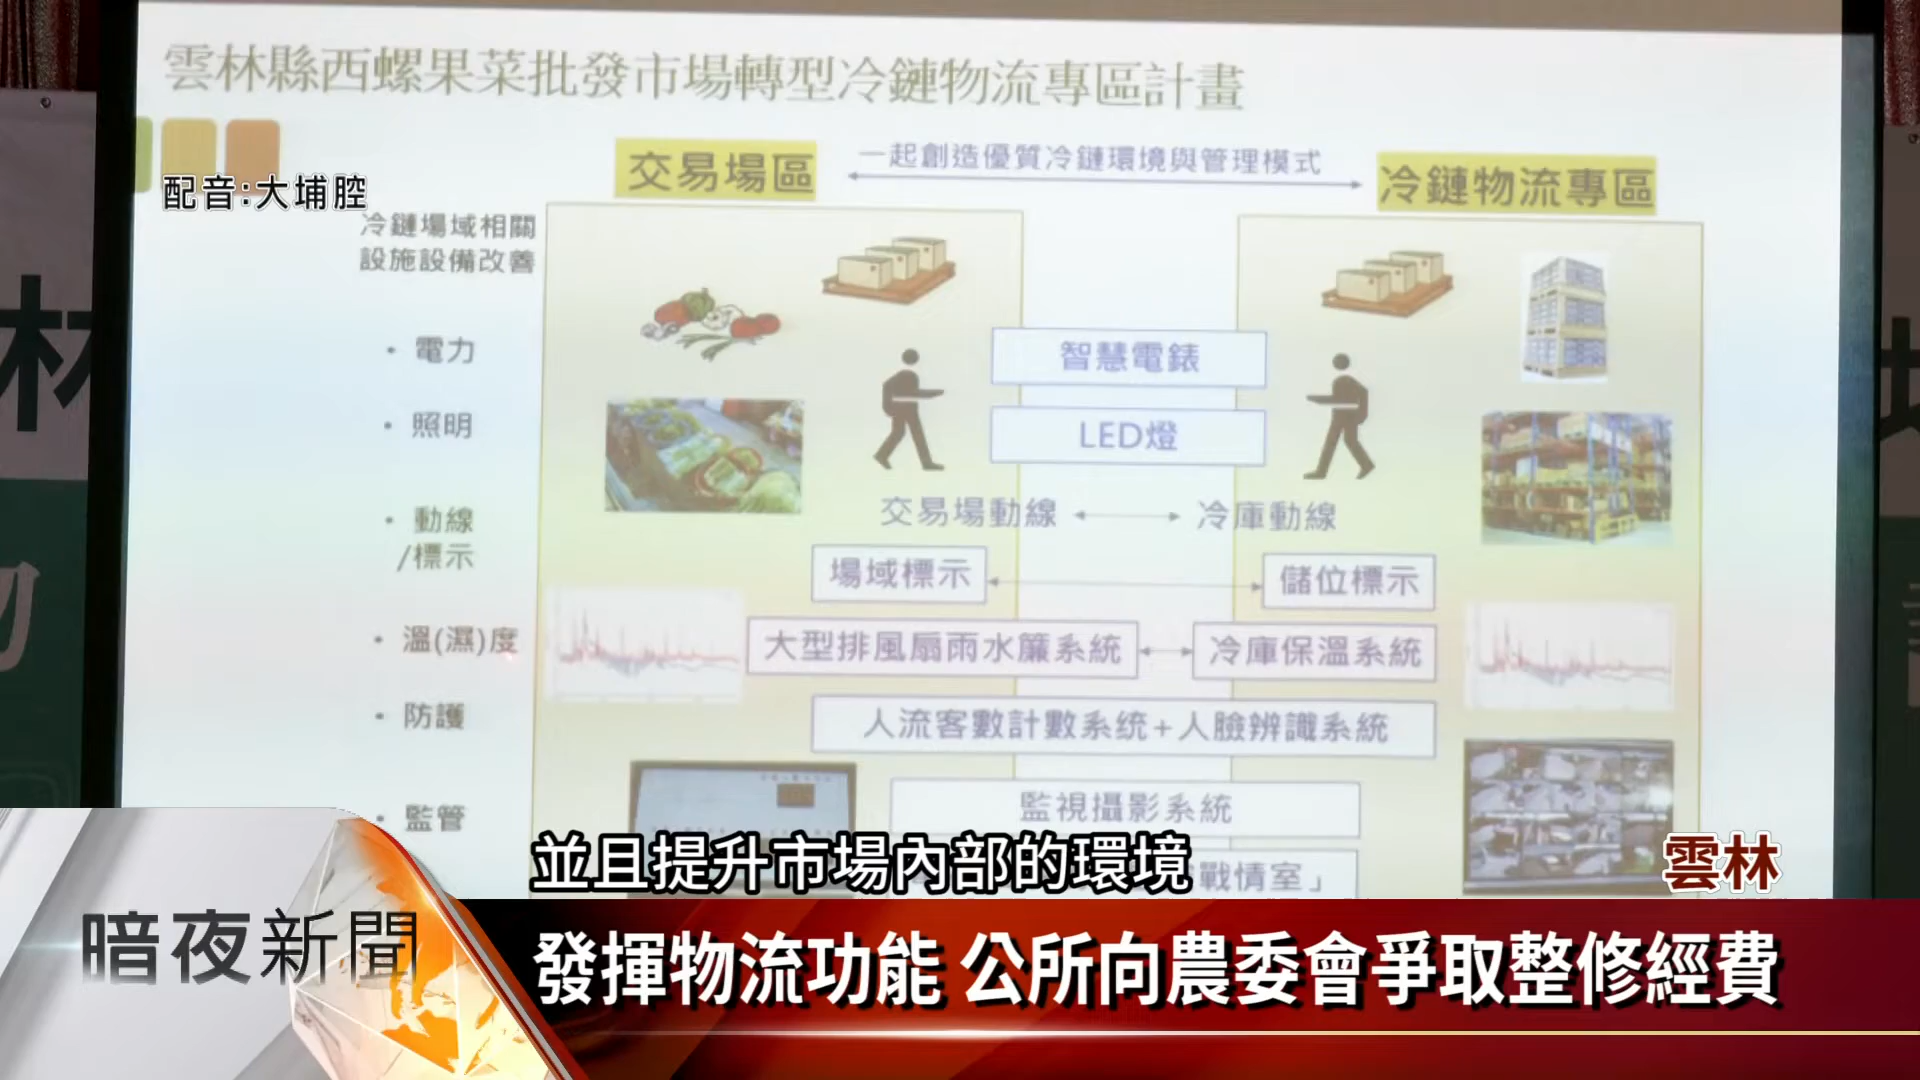 雲林縣西螺果菜批發市場轉型冷鏈物流專區計畫
交易場區
一起創造優質冷鏈環境與管理模式
冷鏈物流專區
配音:大埔腔
冷鏈場域相關
設施設備改善
• 電力
智慧電錶
• 照明
LED燈
• 動線
/標示
交易場動線
冷庫動線
場域標示
儲位標示
• 溫(濕)度
大型排風扇雨水簾系統
冷庫保溫系統
• 防護
人流客數計數系統+人臉辨識系統
• 監管
監視攝影系統
戰情室」
並且提升市場內部的環境
雲林
暗夜新聞
發揮物流功能 公所向農委會爭取整修經費
林